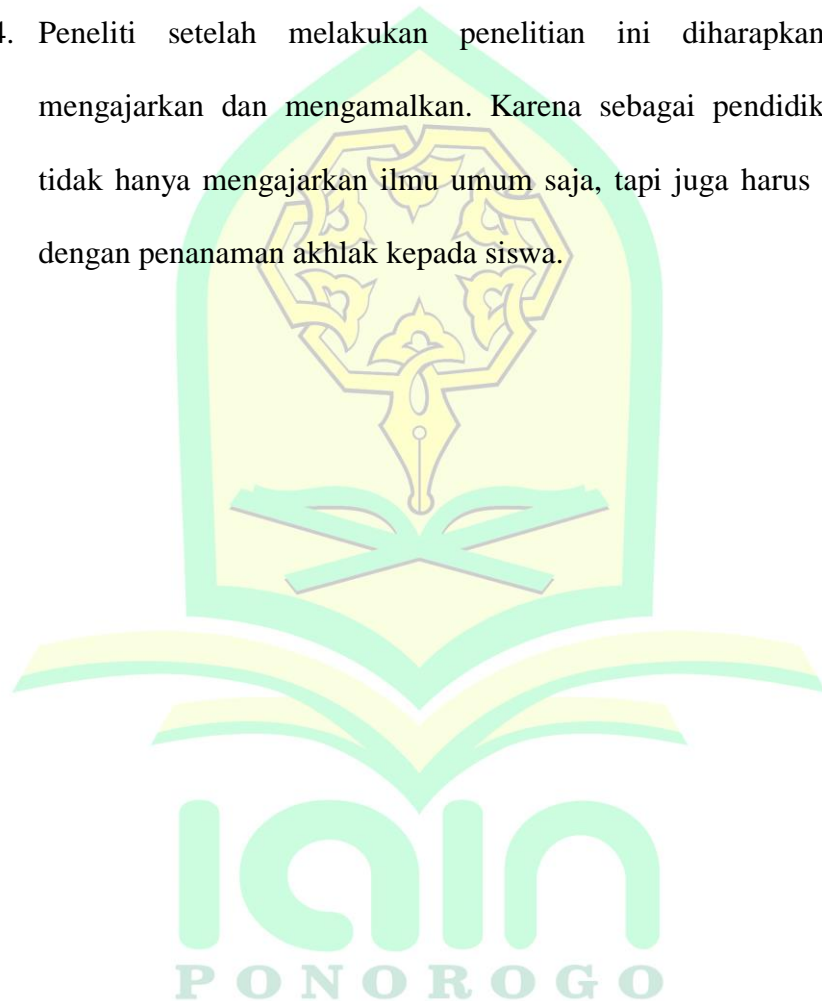 4. Peneliti setelah melakukan penelitian ini diharapkan
mengajarkan dan mengamalkan. Karena sebagai pendidik
tidak hanya mengajarkan ilmu umum saja, tapi juga harus
dengan penanaman akhlak kepada siswa.
iain
PONOROGO